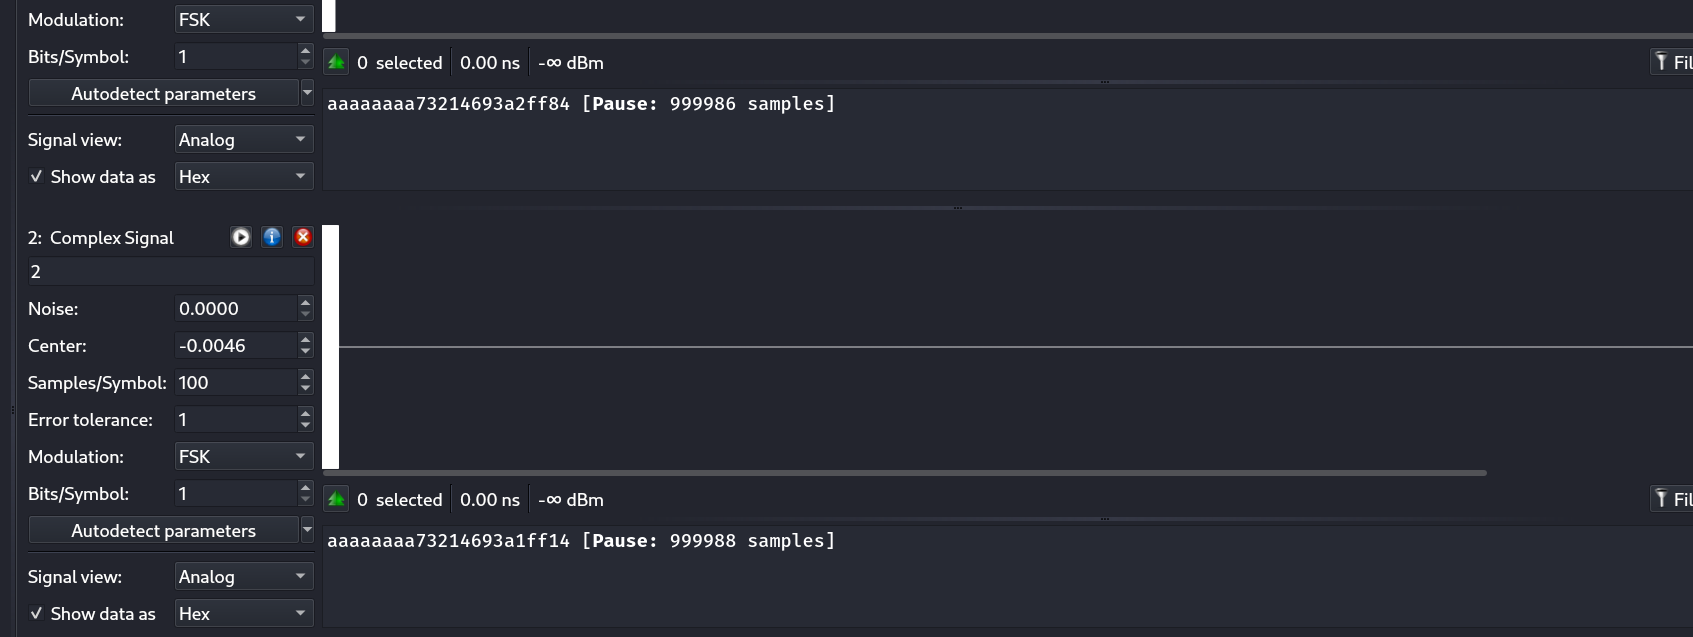 Modulation: FSK
Bits/Symbol: 1
0 selected 0.00 ns -∞ dBm
Autodetect parameters
aaaaaaaa73214693a2ff84 [Pause: 999986 samples]
Signal view: Analog
Show data as Hex
2: Complex Signal
2
Noise: 0.0000
Center: -0.0046
Samples/Symbol: 100
Error tolerance: 1
Modulation: FSK
Bits/Symbol: 1
0 selected 0.00 ns -∞ dBm
Autodetect parameters
aaaaaaaa73214693a1ff14 [Pause: 999988 samples]
Signal view: Analog
Show data as Hex